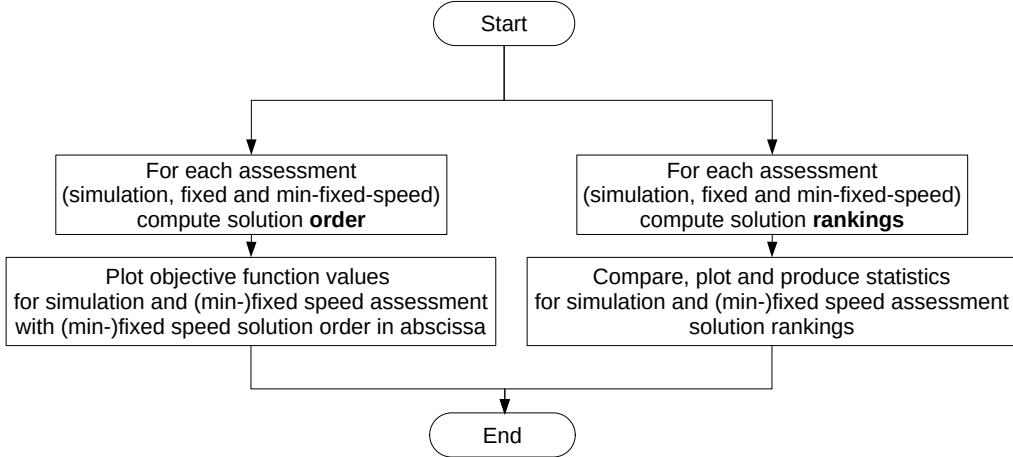 Start
For each assessment
(simulation, fixed and min-fixed-speed)
compute solution order
For each assessment
(simulation, fixed and min-fixed-speed)
compute solution rankings
Plot objective function values
for simulation and (min-)fixed speed assessment
with (min-)fixed speed solution order in abscissa
Compare, plot and produce statistics
for simulation and (min-)fixed speed assessment
solution rankings
End